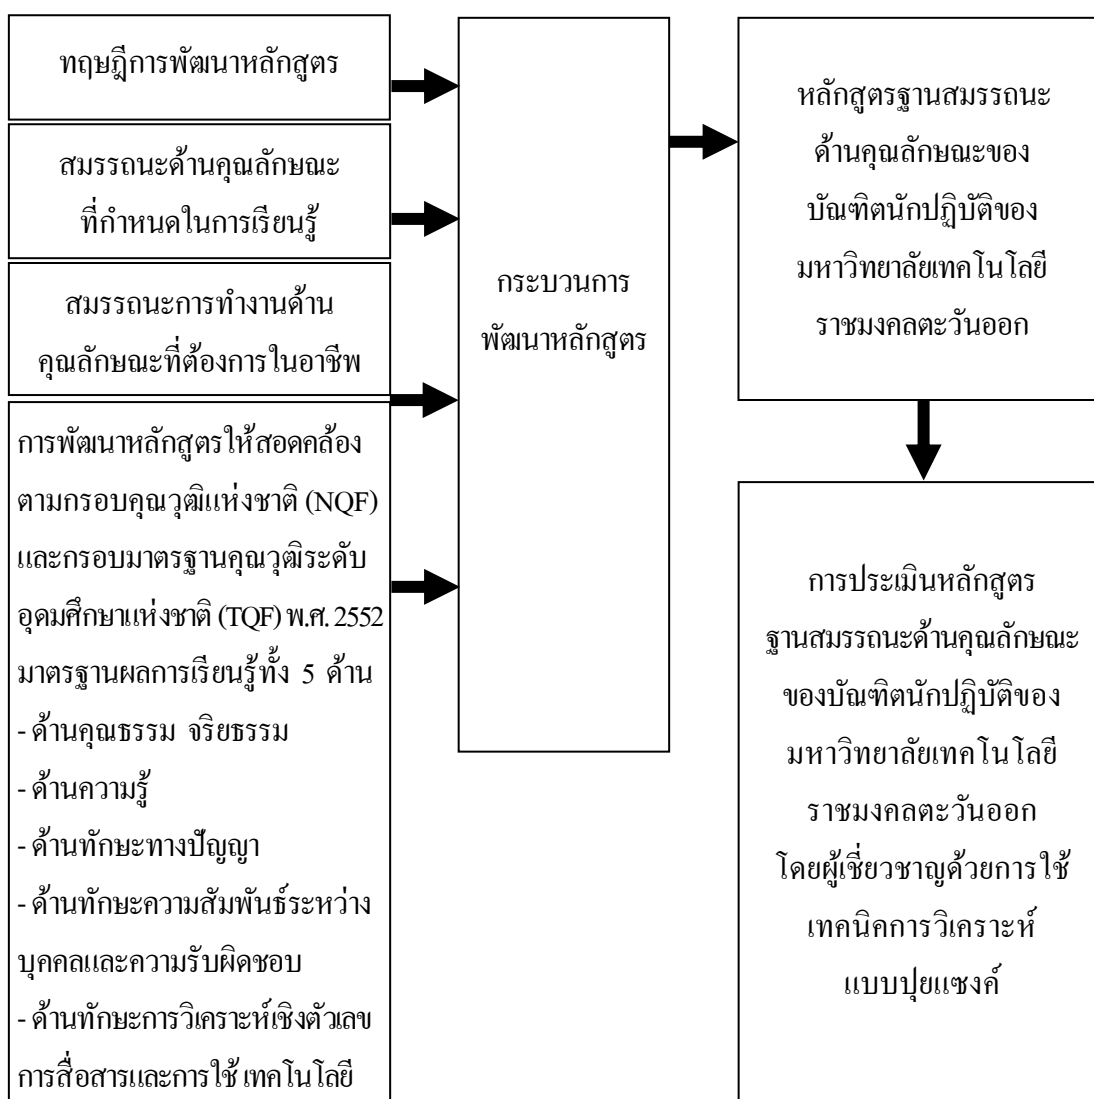 ทฤษฎีการพัฒนาหลักสูตร
สมรรถนะด้านคุณลักษณะ
ที่กำหนดในการเรียนรู้
สมรรถนะการทำงานด้าน
คุณลักษณะที่ต้องการในอาชีพ
การพัฒนาหลักสูตรให้สอดคล้อง
ตามกรอบคุณวุฒิแห่งชาติ (NQF)
และกรอบมาตรฐานคุณวุฒิระดับ
อุดมศึกษาแห่งชาติ (TQF) พ.ศ. 2552
มาตรฐานผลการเรียนรู้ทั้ง 5 ด้าน
- ด้านคุณธรรม จริยธรรม
- ด้านความรู้
- ด้านทักษะทางปัญญา
- ด้านทักษะความสัมพันธ์ระหว่าง
บุคคลและความรับผิดชอบ
- ด้านทักษะการวิเคราะห์เชิงตัวเลข
การสื่อสารและการใช้ เทคโนโลยี
กระบวนการ
พัฒนาหลักสูตร
หลักสูตรฐานสมรรถนะ
ด้านคุณลักษณะของ
บัณฑิตนักปฏิบัติของ
มหาวิทยาลัยเทคโนโลยี
ราชมงคลตะวันออก
การประเมินหลักสูตร
ฐานสมรรถนะด้านคุณลักษณะ
ของบัณฑิตนักปฏิบัติของ
มหาวิทยาลัยเทคโนโลยี
ราชมงคลตะวันออก
โดยผู้เชี่ยวชาญด้วยการใช้
เทคนิคการวิเคราะห์
แบบปุยแซงค์